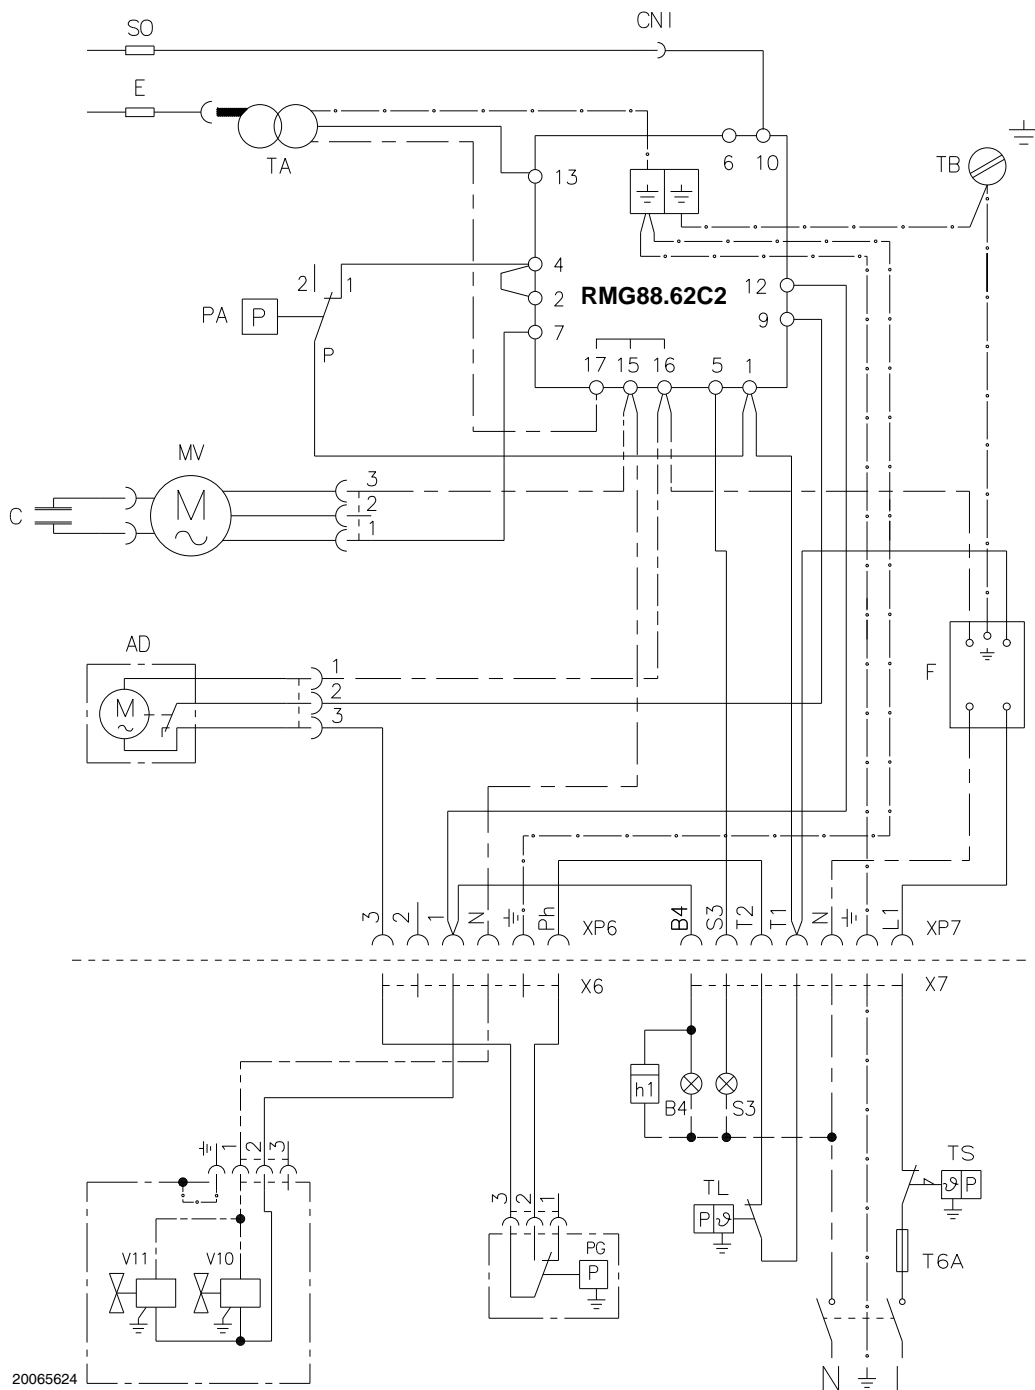 SO
CN1
E
TA
6 10
TB
13
4
2 1
2
RMG88.62C2
12
PA P
7
9
P
17 15 16 5 1
MV
3
C M
2
1
AD
1
M
2
3
F
3
2
1
N
Ph
XP6
B4
S3
T2
T1
N
L1
XP7
X6
X7
h1
B4
S3
1
2
3
TS
TL
P
P
3
2
1
V11
V10
PG
P
T6A
20065624
N
L